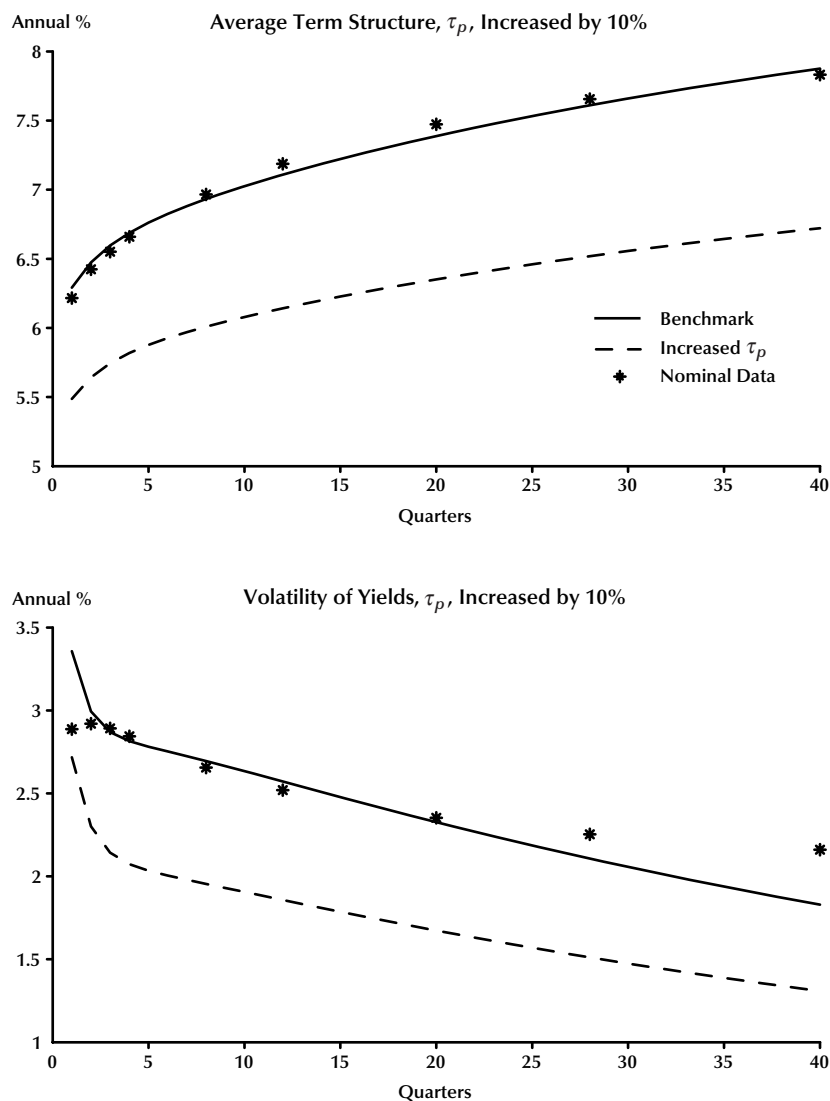 Annual %
Average Term Structure, τp, Increased by 10%
8
7.5
7
6.5
6
5.5
5
Benchmark
Increased τp
Nominal Data
0 5 10 15 20 25 30 35 40
Quarters
Annual %
Volatility of Yields, τp, Increased by 10%
3.5
3
2.5
2
1.5
1
0 5 10 15 20 25 30 35 40
Quarters